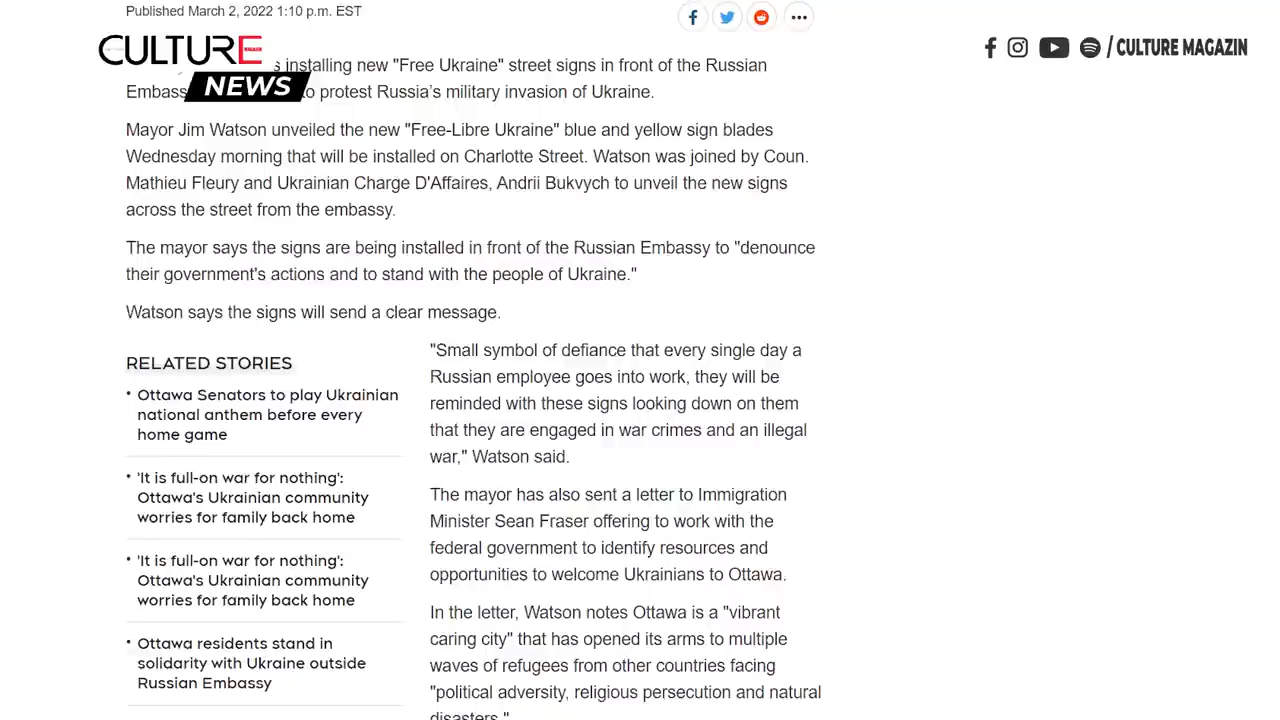 Published March 2, 2022 1:10 p.m. EST
CULTURE
NEWS
/ CULTURE MAGAZIN
installing new "Free Ukraine" street signs in front of the Russian
to protest Russia's military invasion of Ukraine.
Mayor Jim Watson unveiled the new "Free-Libre Ukraine" blue and yellow sign blades
Wednesday morning that will be installed on Charlotte Street. Watson was joined by Coun.
Mathieu Fleury and Ukrainian Charge D'Affaires, Andrii Bukvych to unveil the new signs
across the street from the embassy.
The mayor says the signs are being installed in front of the Russian Embassy to "denounce
their government's actions and to stand with the people of Ukraine."
Watson says the signs will send a clear message.
RELATED STORIES
• Ottawa Senators to play Ukrainian
national anthem before every
home game
• 'It is full-on war for nothing':
Ottawa's Ukrainian community
worries for family back home
• 'It is full-on war for nothing':
Ottawa's Ukrainian community
worries for family back home
• Ottawa residents stand in
solidarity with Ukraine outside
Russian Embassy
"Small symbol of defiance that every single day a
Russian employee goes into work, they will be
reminded with these signs looking down on them
that they are engaged in war crimes and an illegal
war," Watson said.
The mayor has also sent a letter to Immigration
Minister Sean Fraser offering to work with the
federal government to identify resources and
opportunities to welcome Ukrainians to Ottawa.
In the letter, Watson notes Ottawa is a "vibrant
caring city" that has opened its arms to multiple
waves of refugees from other countries facing
"political adversity, religious persecution and natural
disasters."